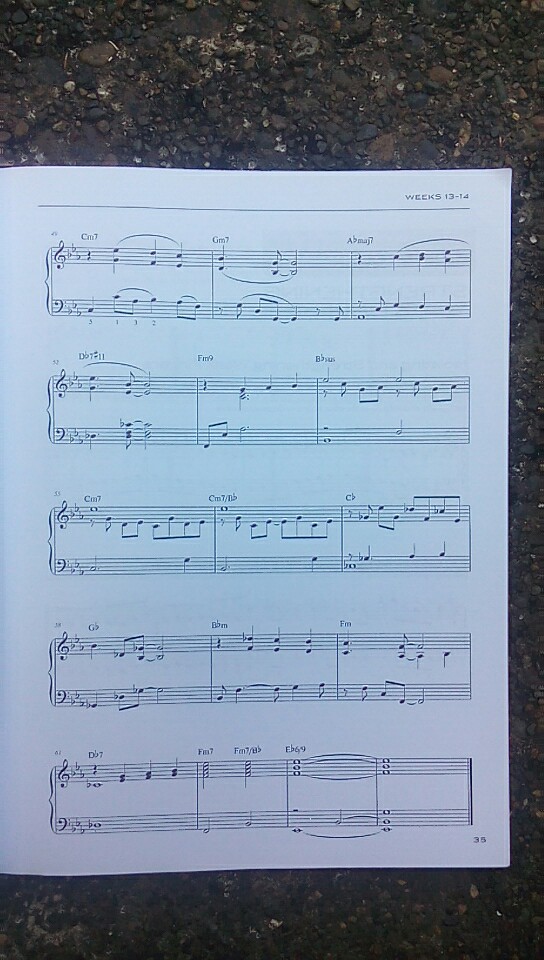 WEEKS 13-14
49
Cm7 Gm7 A♭maj7
5 1 3 2
52
D♭7♯11 Fm9 B♭sus
55
Cm7 Cm7/B♭ C♭
58
G♭ B♭m Fm
61
D♭7 Fm7 Fm7/B♭ E♭6/9
35